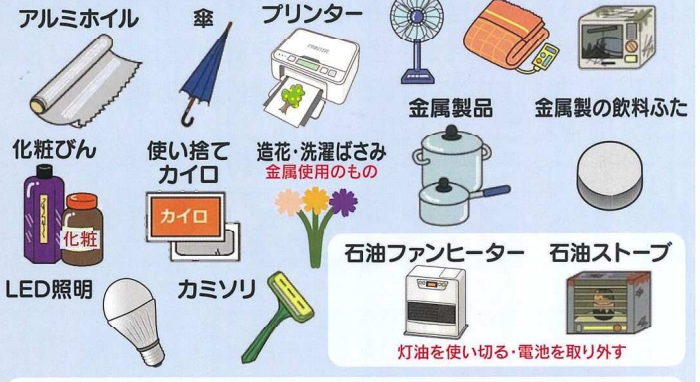 アルミホイル
傘
プリンター
金属製品
金属製の飲料ふた
化粧びん
使い捨て
カイロ
造花・洗濯ばさみ
金属使用のもの
カイロ
化粧
石油ファンヒーター
石油ストーブ
LED照明
カミソリ
灯油を使い切る・電池を取り外す